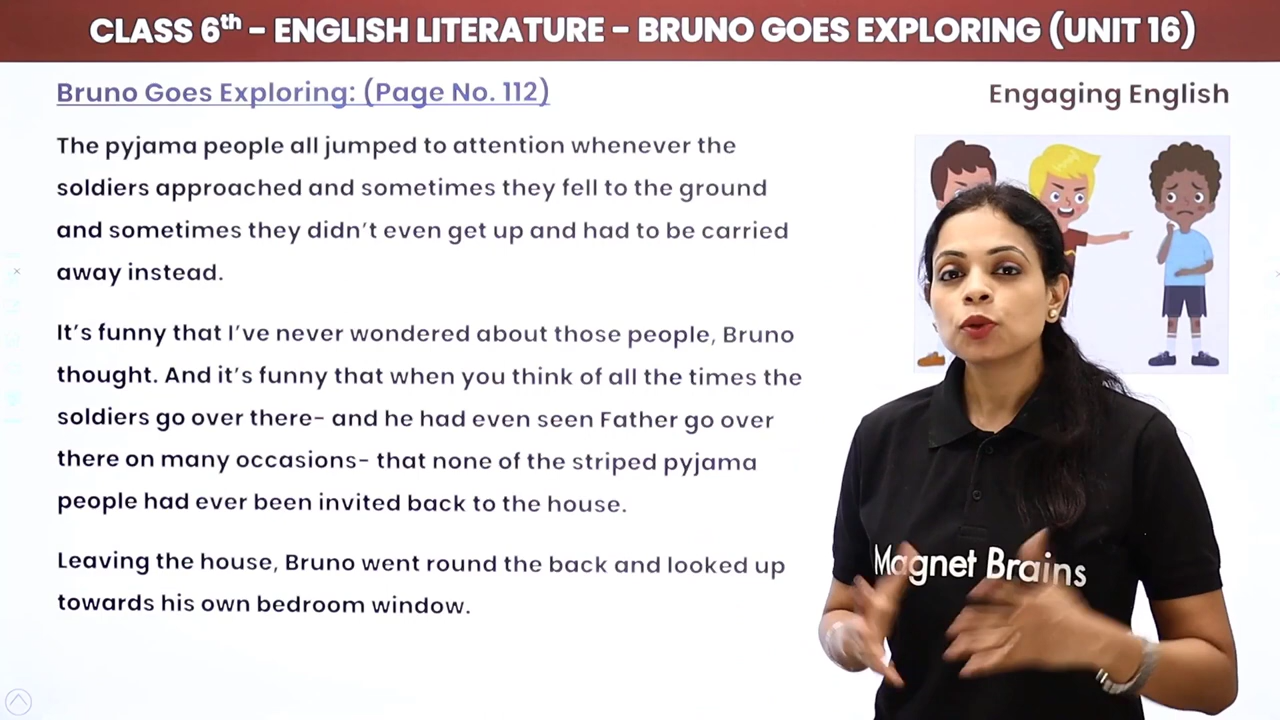 CLASS 6th – ENGLISH LITERATURE – BRUNO GOES EXPLORING (UNIT 16)
Bruno Goes Exploring: (Page No. 112)
Engaging English
The pyjama people all jumped to attention whenever the
soldiers approached and sometimes they fell to the ground
and sometimes they didn't even get up and had to be carried
away instead.
It's funny that I've never wondered about those people, Bruno
thought. And it's funny that when you think of all the times the
soldiers go over there- and he had even seen Father go over
there on many occasions- that none of the striped pyjama
people had ever been invited back to the house.
Leaving the house, Bruno went round the back and looked up
towards his own bedroom window.
Magnet Brains